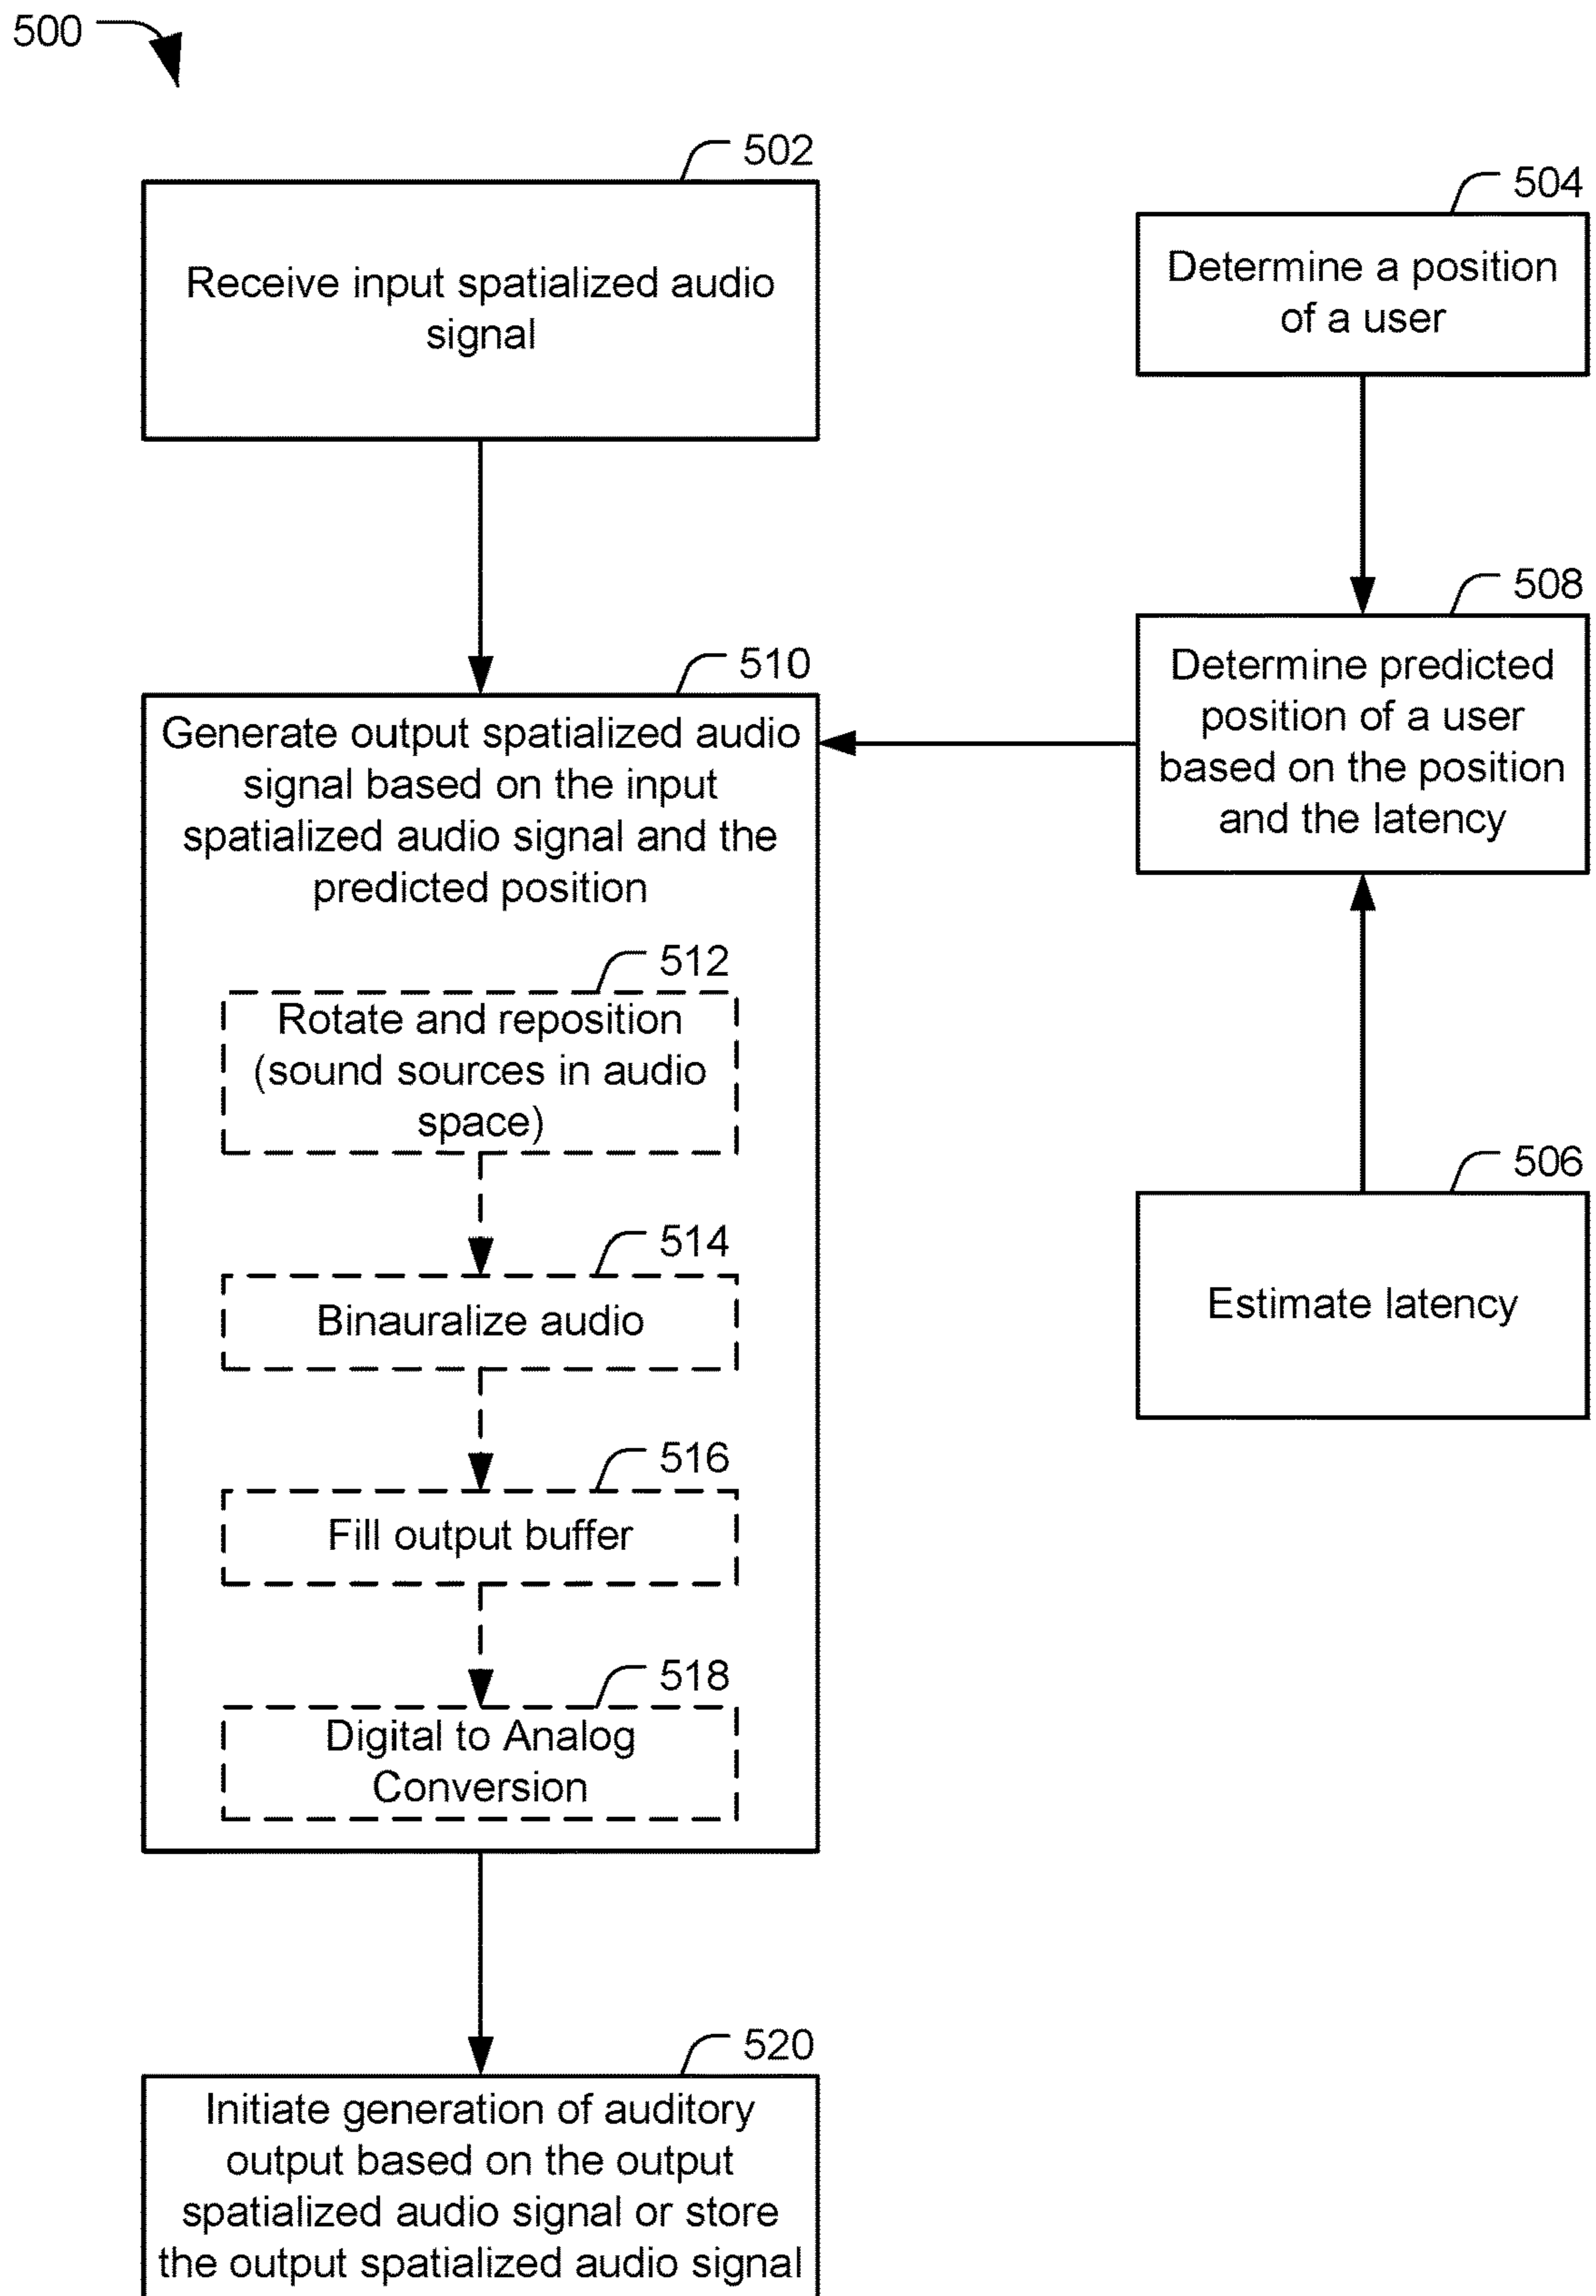 500
502
Receive input spatialized audio
signal
504
Determine a position
of a user
508
Determine predicted
position of a user
based on the position
and the latency
506
Estimate latency
510
Generate output spatialized audio
signal based on the input
spatialized audio signal and the
predicted position
512
Rotate and reposition
(sound sources in audio
space)
514
Binauralize audio
516
Fill output buffer
518
Digital to Analog
Conversion
520
Initiate generation of auditory
output based on the output
spatialized audio signal or store
the output spatialized audio signal